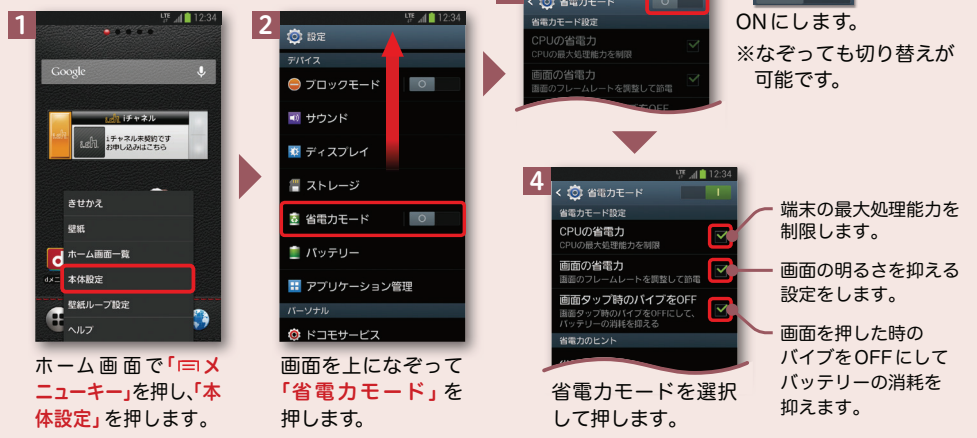 1
LTE 12:34
Google
iチャネル
iチャネル未契約です
お申し込みはこちら
きせかえ
壁紙
ホーム画面一覧
本体設定
壁紙ループ設定
ヘルプ
ホーム画面で「メ
ニューキー」を押し、「本
体設定」を押します。
2
LTE 12:34
設定
デバイス
ブロックモード
サウンド
ディスプレイ
ストレージ
省電力モード
バッテリー
アプリケーション管理
パーソナル
ドコモサービス
画面を上になぞって
「省電力モード」を
押します。
省電力モード
省電力モード設定
CPUの省電力
CPUの最大処理能力を制限
画面の省電力
画面のフレームレートを調整して節電
ONにします。
※なぞっても切り替えが
可能です。
4
LTE 12:34
省電力モード
省電力モード設定
CPUの省電力
CPUの最大処理能力を制限
画面の省電力
画面のフレームレートを調整して節電
画面タップ時のバイブをOFF
画面タップ時のバイブをOFFにして、
バッテリーの消耗を抑える
省電力のヒント
省電力モードを選択
して押します。
端末の最大処理能力を
制限します。
画面の明るさを抑える
設定をします。
画面を押した時の
バイブをOFFにして
バッテリーの消耗を
抑えます。